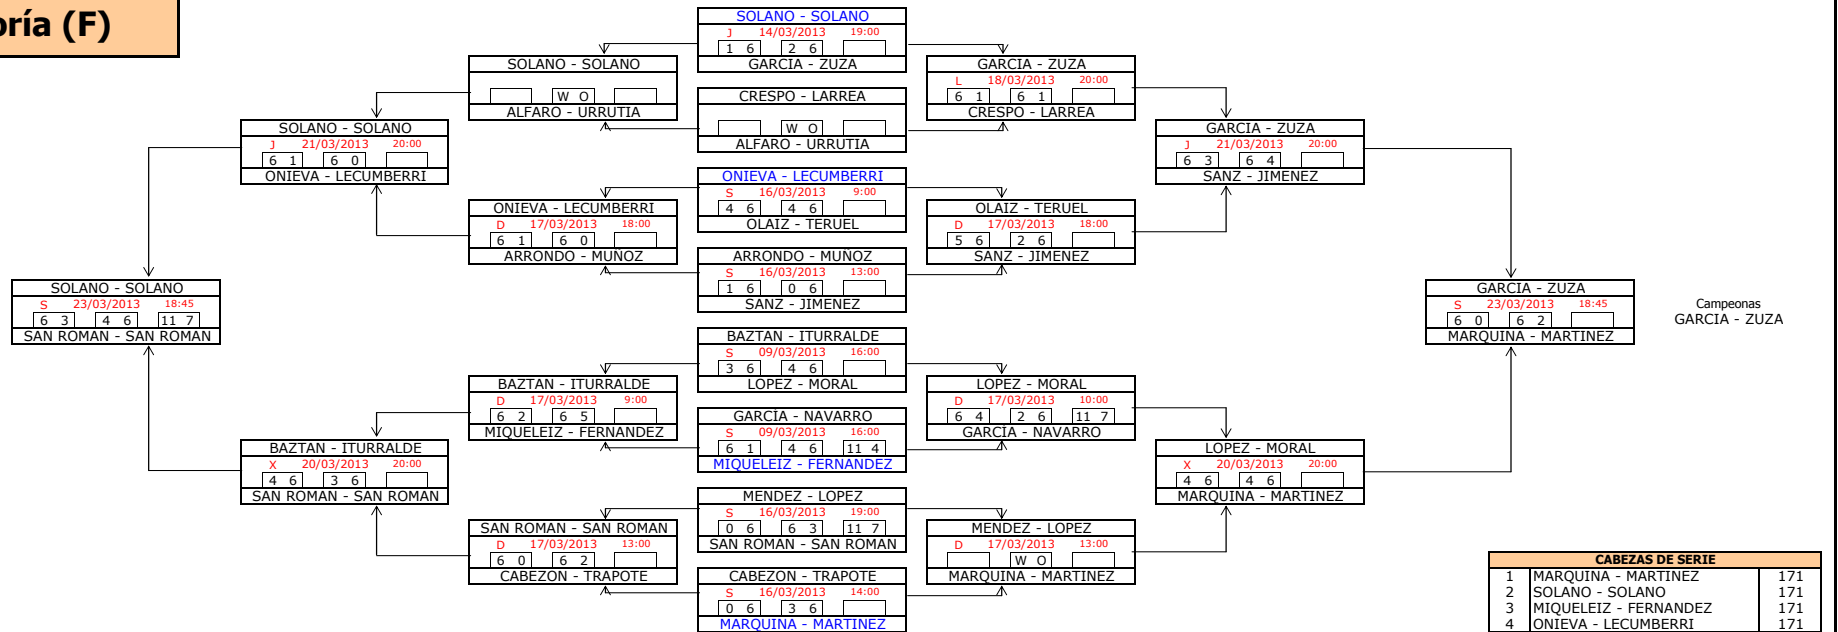 oría (F)
SOLANO - SOLANO
S 23/03/2013 18:45
6 3 4 6 11 7
SAN ROMAN - SAN ROMAN
SOLANO - SOLANO
J 21/03/2013 20:00
6 1 6 0
ONIEVA - LECUMBERRI
BAZTAN - ITURRALDE
X 20/03/2013 20:00
4 6 3 6
SAN ROMAN - SAN ROMAN
SOLANO - SOLANO
W O
ALFARO - URRUTIA
ONIEVA - LECUMBERRI
D 17/03/2013 18:00
6 1 6 0
ARRONDO - MUÑOZ
BAZTAN - ITURRALDE
D 17/03/2013 9:00
6 2 6 5
MIQUELEIZ - FERNANDEZ
SAN ROMAN - SAN ROMAN
D 17/03/2013 13:00
6 0 6 2
CABEZON - TRAPOTE
SOLANO - SOLANO
J 14/03/2013 19:00
1 6 2 6
GARCIA - ZUZA
CRESPO - LARREA
W O
ALFARO - URRUTIA
ONIEVA - LECUMBERRI
S 16/03/2013 9:00
4 6 4 6
OLAIZ - TERUEL
ARRONDO - MUÑOZ
S 16/03/2013 13:00
1 6 0 6
SANZ - JIMENEZ
BAZTAN - ITURRALDE
S 09/03/2013 16:00
3 6 4 6
LOPEZ - MORAL
GARCÍA - NAVARRO
S 09/03/2013 16:00
6 1 4 6 11 4
MIQUELEIZ - FERNANDEZ
MENDEZ - LOPEZ
S 16/03/2013 19:00
0 6 6 3 11 7
SAN ROMAN - SAN ROMAN
CABEZON - TRAPOTE
S 16/03/2013 14:00
0 6 3 6
MARQUINA - MARTINEZ
GARCIA - ZUZA
L 18/03/2013 20:00
6 1 6 1
CRESPO - LARREA
OLAIZ - TERUEL
D 17/03/2013 18:00
5 6 2 6
SANZ - JIMENEZ
LOPEZ - MORAL
D 17/03/2013 10:00
6 4 2 6 11 7
GARCÍA - NAVARRO
MENDEZ - LOPEZ
D 17/03/2013 13:00
W O
MARQUINA - MARTINEZ
GARCIA - ZUZA
J 21/03/2013 20:00
6 3 6 4
SANZ - JIMENEZ
LOPEZ - MORAL
X 20/03/2013 20:00
4 6 4 6
MARQUINA - MARTINEZ
GARCIA - ZUZA
S 23/03/2013 18:45
6 0 6 2
MARQUINA - MARTINEZ
Campeonas
GARCIA - ZUZA
CABEZAS DE SERIE
1 MARQUINA - MARTINEZ 171
2 SOLANO - SOLANO 171
3 MIQUELEIZ - FERNANDEZ 171
4 ONIEVA - LECUMBERRI 171